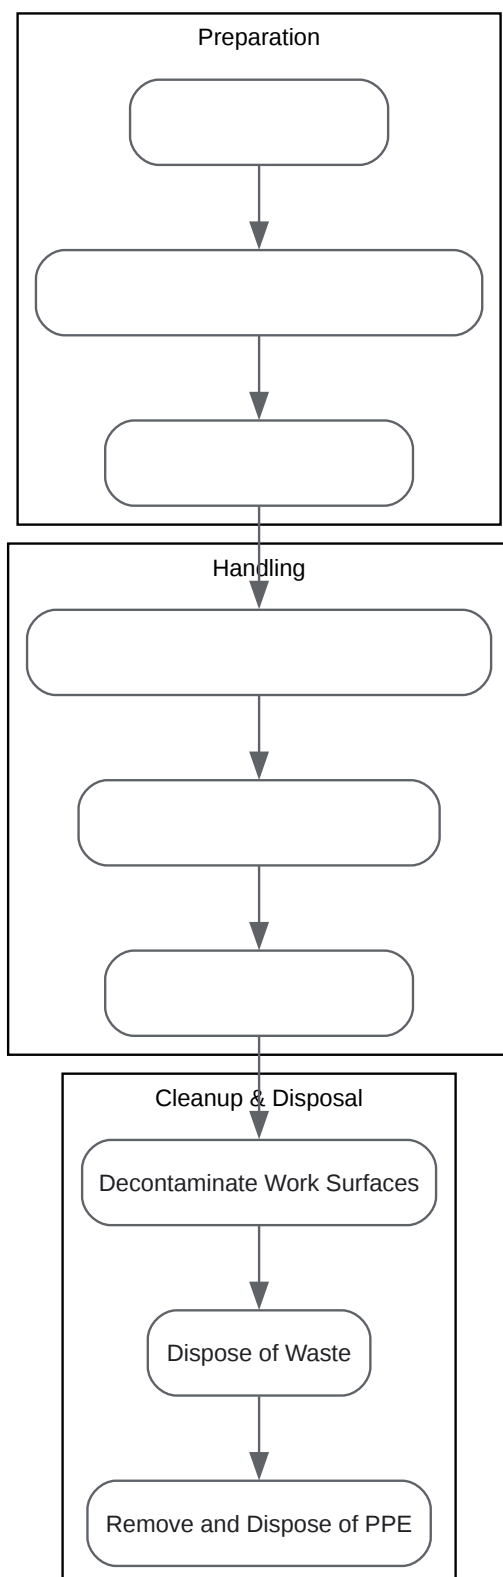 Preparation
Handling
Cleanup & Disposal
Decontaminate Work Surfaces
Dispose of Waste
Remove and Dispose of PPE